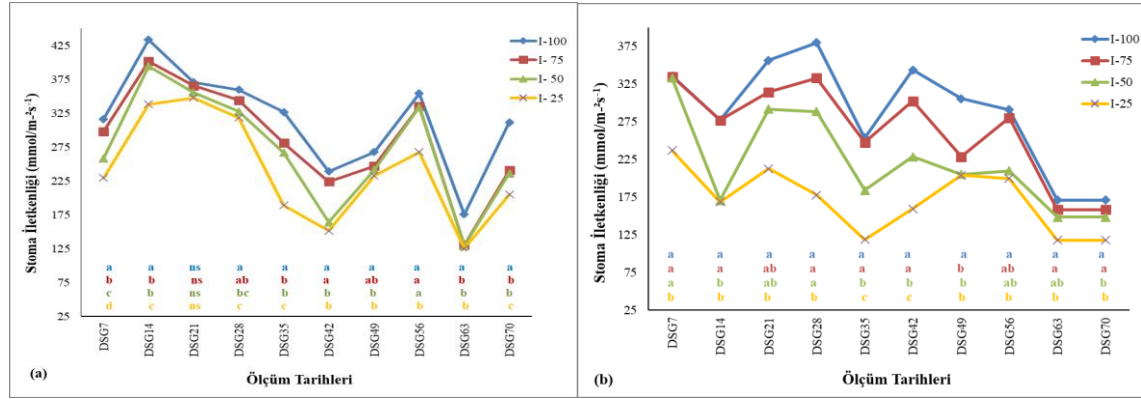 425
375
325
275
225
175
125
75
25
Stoma İletkenliği (mmol/m-²s-¹)
I-100
I- 75
I- 50
I- 25
a a ns a a a a a a a
b b ns ab b a ab a b b
c b ns bc b b b a b b
d c ns c c b b b b c
DSG7 DSG14 DSG21 DSG28 DSG35 DSG42 DSG49 DSG56 DSG63 DSG70
(a)
Ölçüm Tarihleri
375
325
275
225
175
125
75
25
Stoma İletkenliği (mmol/m-²s-¹)
I-100
I-75
I-50
I-25
a a a a a a a a a a
a a ab a a a b ab a a
a b ab a b b b ab ab b
b b b b c c b b b b
DSG7 DSG14 DSG21 DSG28 DSG35 DSG42 DSG49 DSG56 DSG63 DSG70
(b)
Ölçüm Tarihleri